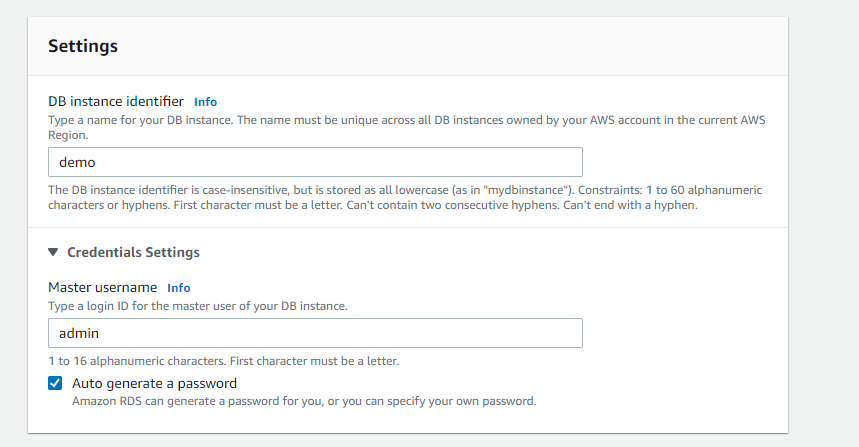 Settings
DB instance identifier Info
Type a name for your DB instance. The name must be unique across all DB instances owned by your AWS account in the current AWS
Region.
demo
The DB instance identifier is case-insensitive, but is stored as all lowercase (as in "mydbinstance"). Constraints: 1 to 60 alphanumeric
characters or hyphens. First character must be a letter. Can't contain two consecutive hyphens. Can't end with a hyphen.
Credentials Settings
Master username Info
Type a login ID for the master user of your DB instance.
admin
1 to 16 alphanumeric characters. First character must be a letter.
Auto generate a password
Amazon RDS can generate a password for you, or you can specify your own password.